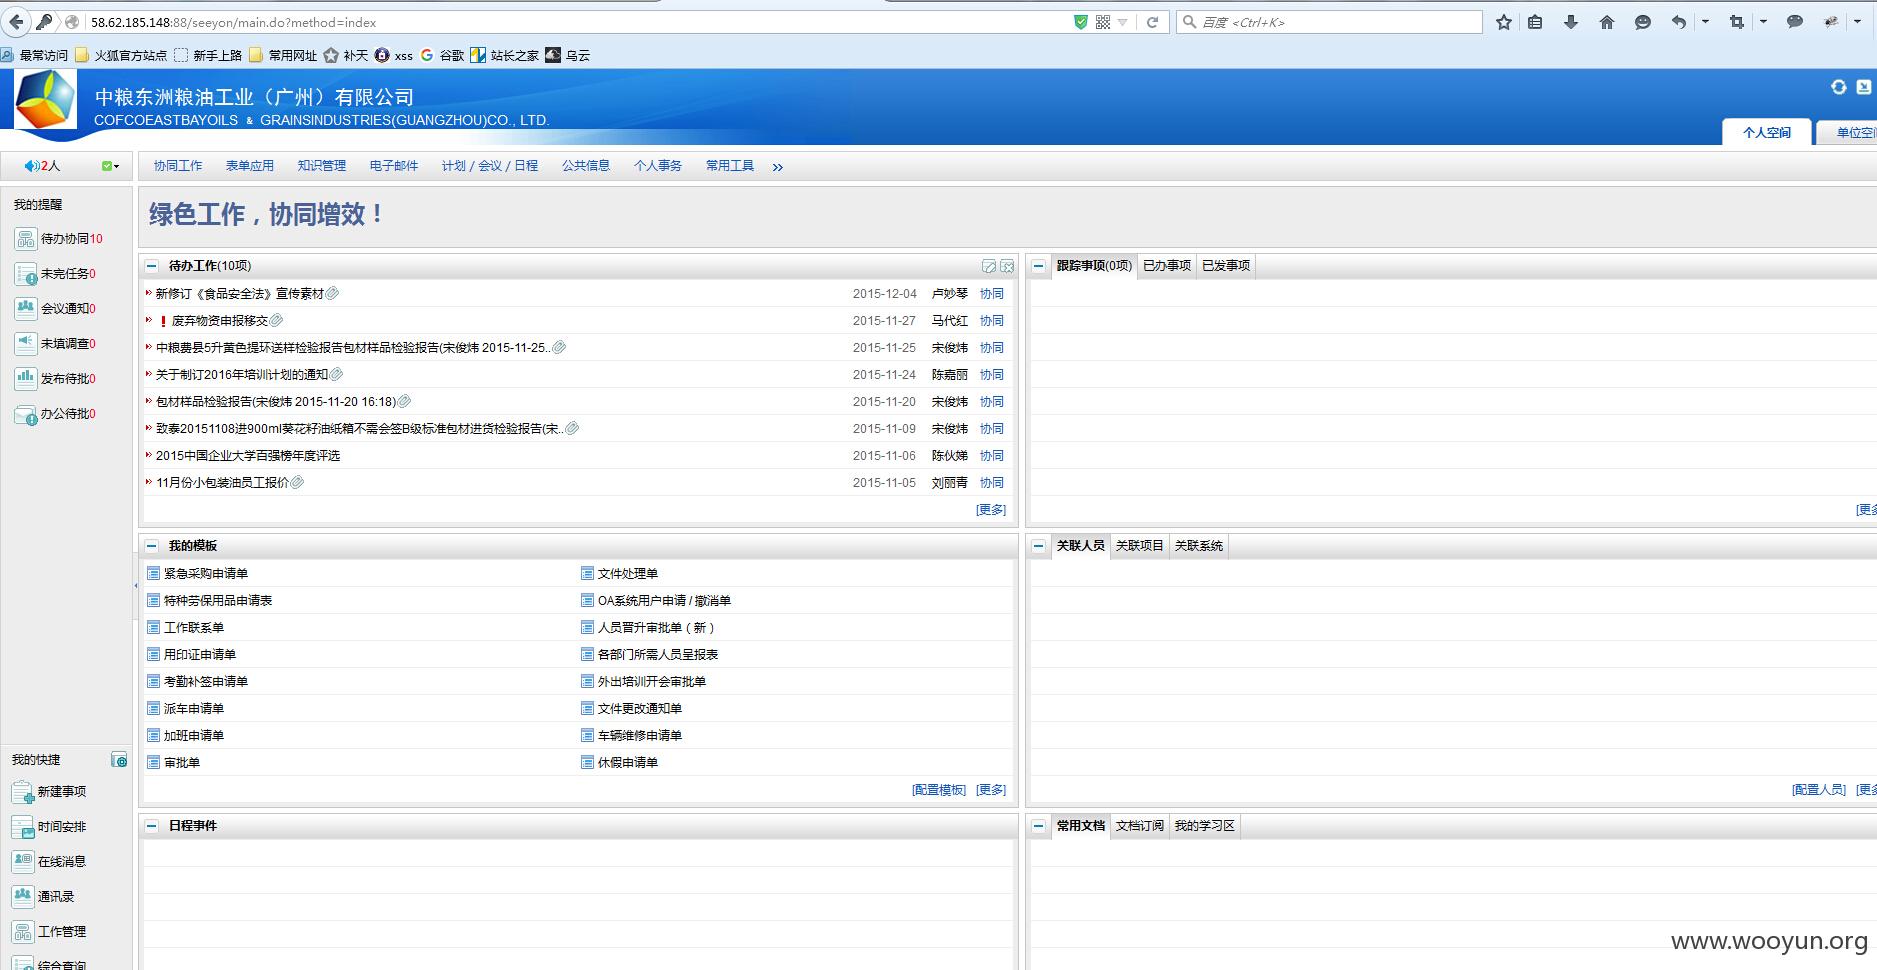 58.62.185.148:88/seeyon/main.do?method=index
百度 <Ctrl+K>
最常访问 火狐官方站点 新手上路 常用网址 补天 xss 谷歌 站长之家 乌云
中粮东洲粮油工业（广州）有限公司
COFCOEASTBAYOILS & GRAINSINDUSTRIES(GUANGZHOU)CO., LTD.
个人空间 单位空间
2人
协同工作 表单应用 知识管理 电子邮件 计划 / 会议 / 日程 公共信息 个人事务 常用工具 »
我的提醒
待办协同10
未完任务0
会议通知0
未填调查0
发布待批0
办公待批0
我的快捷
新建事项
时间安排
在线消息
通讯录
工作管理
综合查询
绿色工作，协同增效！
待办工作(10项)
新修订《食品安全法》宣传素材 2015-12-04 卢妙琴 协同
废弃物资申报移交 2015-11-27 马代红 协同
中粮费县5升黄色提环送样检验报告包材样品检验报告(宋俊炜 2015-11-25.. 2015-11-25 宋俊炜 协同
关于制订2016年培训计划的通知 2015-11-24 陈嘉丽 协同
包材样品检验报告(宋俊炜 2015-11-20 16:18) 2015-11-20 宋俊炜 协同
致泰20151108进900ml葵花籽油纸箱不需会签B级标准包材进货检验报告(宋.. 2015-11-09 宋俊炜 协同
2015中国企业大学百强榜年度评选 2015-11-06 陈伙娣 协同
11月份小包装油员工报价 2015-11-05 刘丽青 协同
[更多]
跟踪事项(0项) 已办事项 已发事项
[更多
我的模板
紧急采购申请单 文件处理单
特种劳保用品申请表 OA系统用户申请 / 撤消单
工作联系单 人员晋升审批单（新）
用印证申请单 各部门所需人员呈报表
考勤补签申请单 外出培训开会审批单
派车申请单 文件更改通知单
加班申请单 车辆维修申请单
审批单 休假申请单
[配置模板] [更多]
关联人员 关联项目 关联系统
[配置人员] [更多
日程事件
常用文档 文档订阅 我的学习区
www.wooyun.org